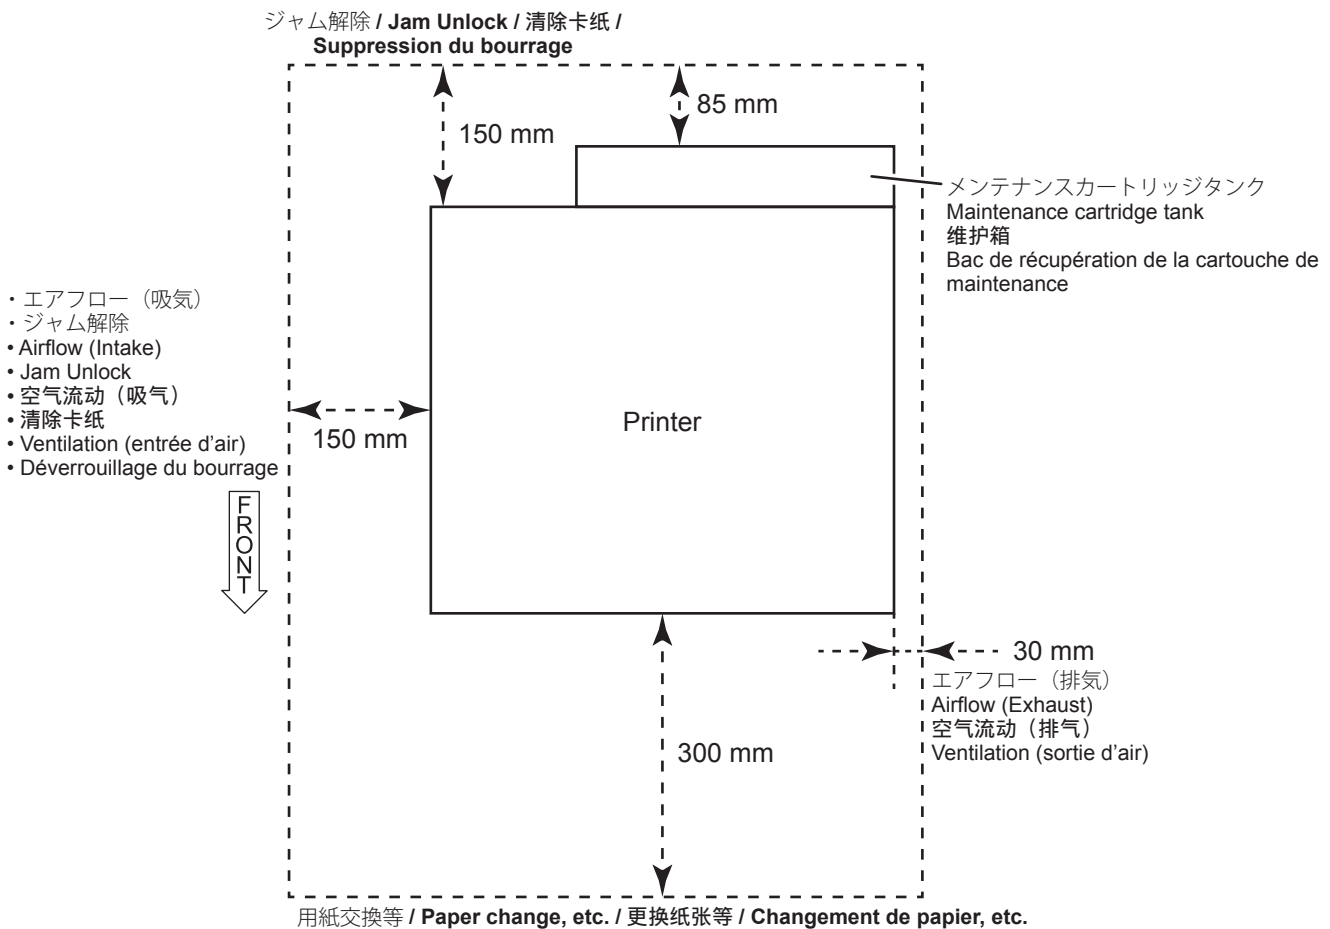 ジャム解除 / Jam Unlock / 清除卡纸 /
Suppression du bourrage
85 mm
150 mm
メンテナンスカートリッジタンク
Maintenance cartridge tank
维护箱
Bac de récupération de la cartouche de
maintenance
・エアフロー（吸気）
・ジャム解除
• Airflow (Intake)
• Jam Unlock
• 空气流动（吸气）
• 清除卡纸
• Ventilation (entrée d’air)
• Déverrouillage du bourrage
150 mm
Printer
FRONT
30 mm
エアフロー（排気）
Airflow (Exhaust)
空气流动（排气）
Ventilation (sortie d’air)
300 mm
用紙交換等 / Paper change, etc. / 更换纸张等 / Changement de papier, etc.